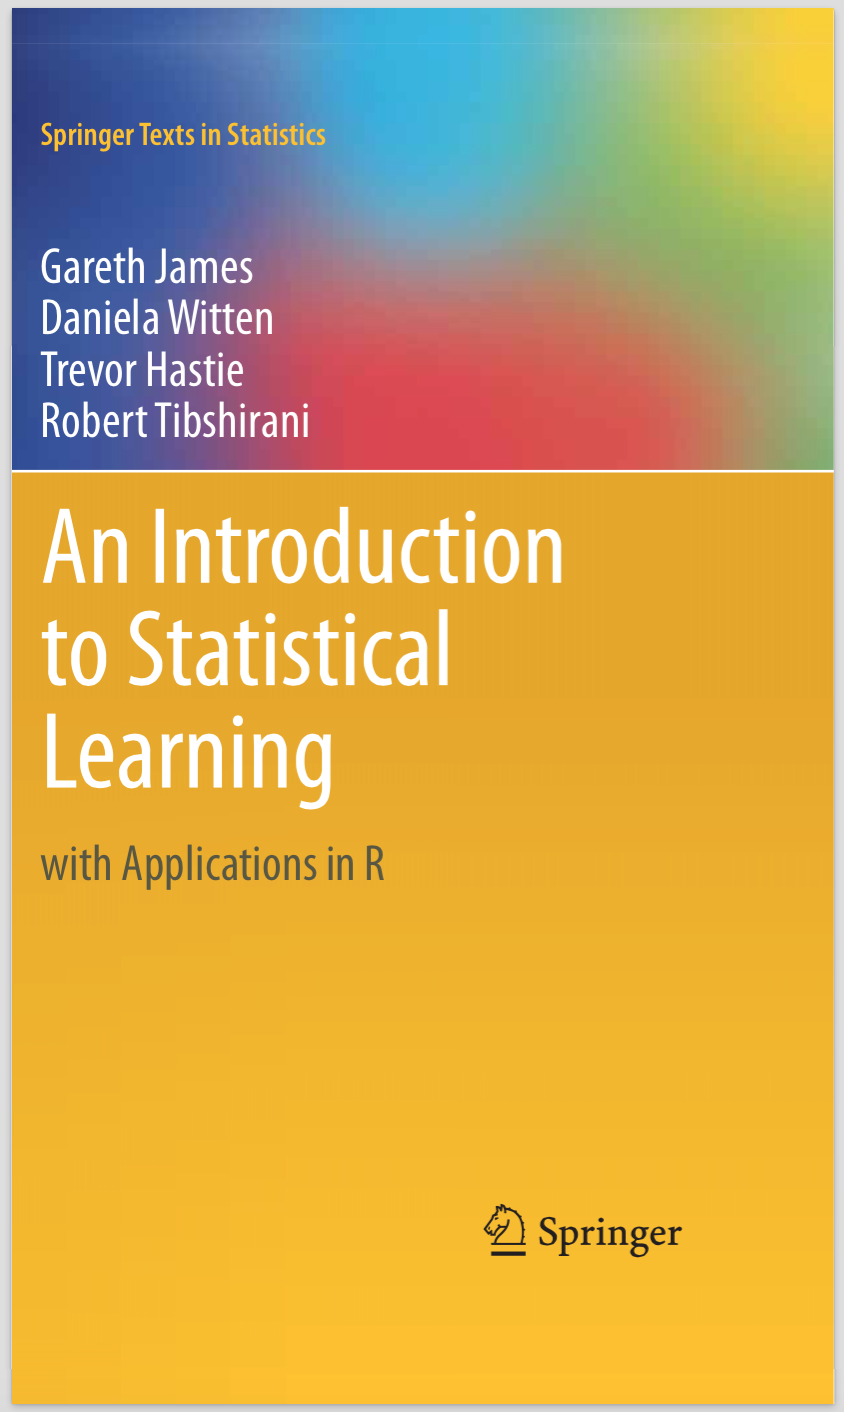 Springer Texts in Statistics
Gareth James
Daniela Witten
Trevor Hastie
Robert Tibshirani
An Introduction
to Statistical
Learning
with Applications in R
Springer